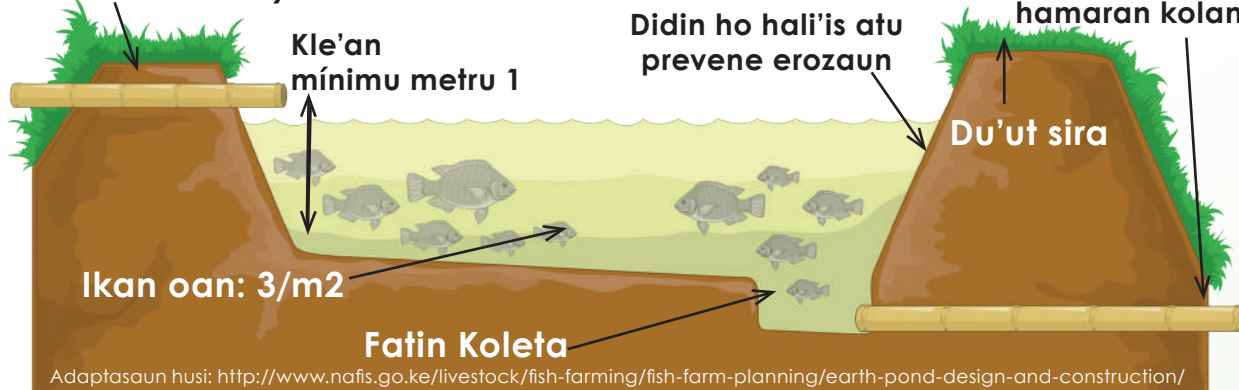 hamaran kolan
Didin ho hali'is atu
prevene erozaun
Kle'an
mínimu metru 1
Du'ut sira
Ikan oan: 3/m2
Fatin Koleta
Adaptasaun husi: http://www.nafis.go.ke/livestock/fish-farming/fish-farm-planning/earth-pond-design-and-construction/